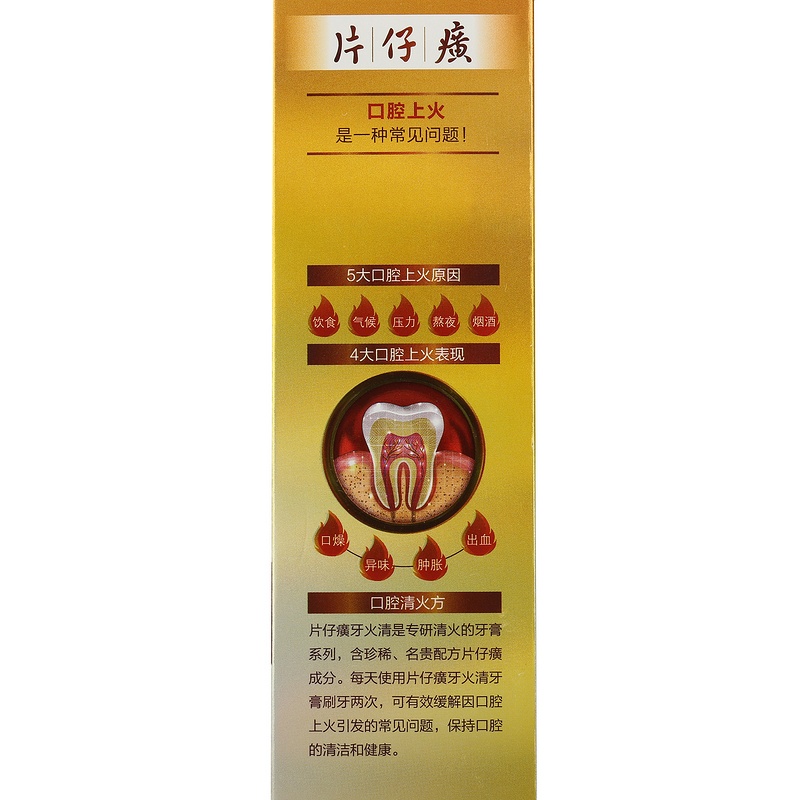 片仔癀
口腔上火
是一种常见问题！
5大口腔上火原因
饮食 气候 压力 熬夜 烟酒
4大口腔上火表现
口燥 异味 肿胀 出血
口腔清火方
片仔癀牙火清是专研清火的牙膏
系列，含珍稀、名贵配方片仔癀
成分。每天使用片仔癀牙火清牙
膏刷牙两次，可有效缓解因口腔
上火引发的常见问题，保持口腔
的清洁和健康。